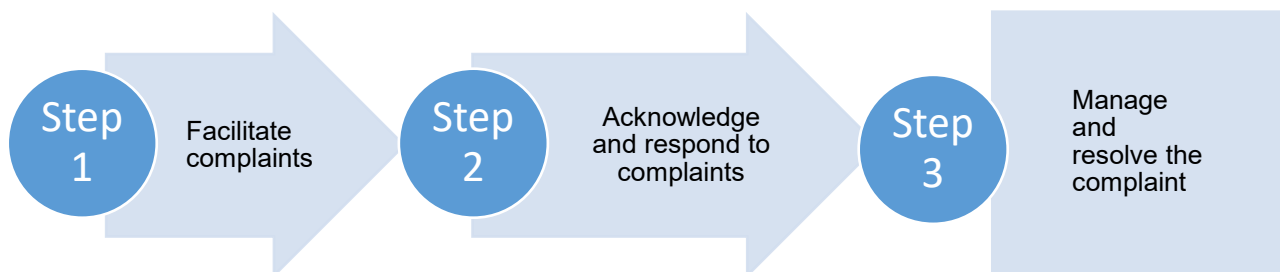 Step
1
Facilitate
complaints
Step
2
Acknowledge
and respond to
complaints
Step
3
Manage
and
resolve the
complaint